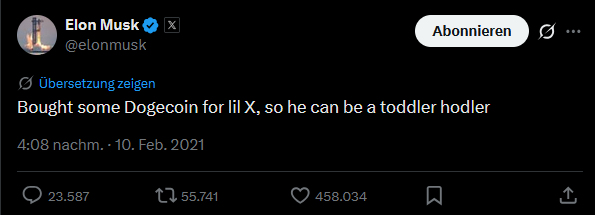 Elon Musk X
@elonmusk
Abonnieren
Übersetzung zeigen
Bought some Dogecoin for lil X, so he can be a toddler hodler
4:08 nachm. · 10. Feb. 2021
23.587 55.741 458.034